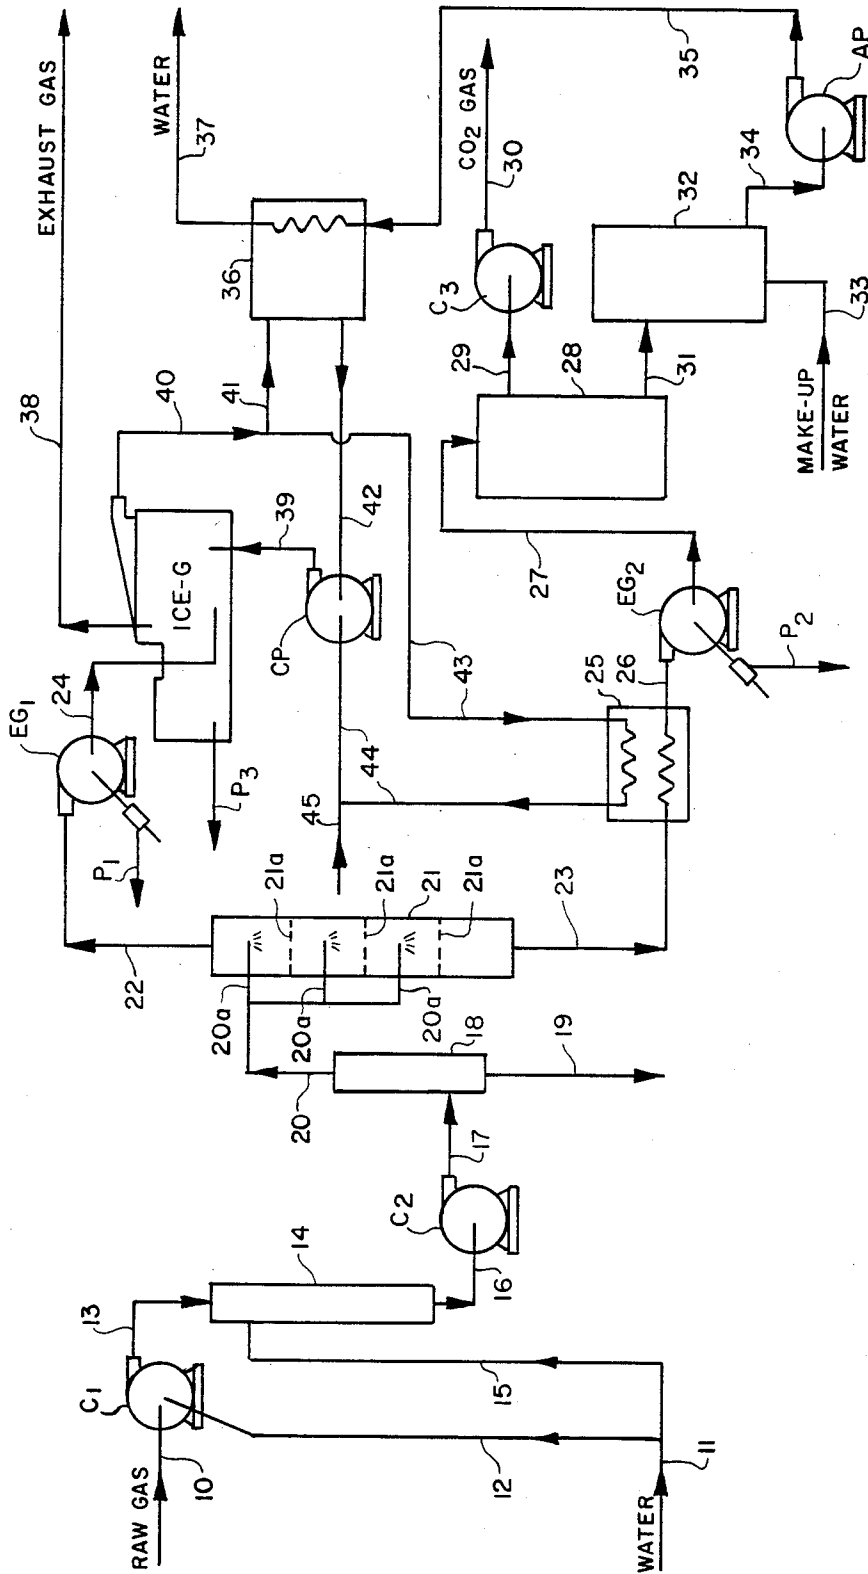 EG1
38
EXHAUST GAS
13
C1
P1
24
22
40
RAW GAS
WATER
10
20a
ICE-G
37
14
P3
41
36
21a
20a
CP
39
20
45
21a
44
42
C2
18
21
20a
21a
43
C3
29
CO2 GAS
30
15
12
16
17
27
28
19
23
25
26
EG2
31
32
34
35
WATER
11
P2
MAKE-UP
WATER
33
AP